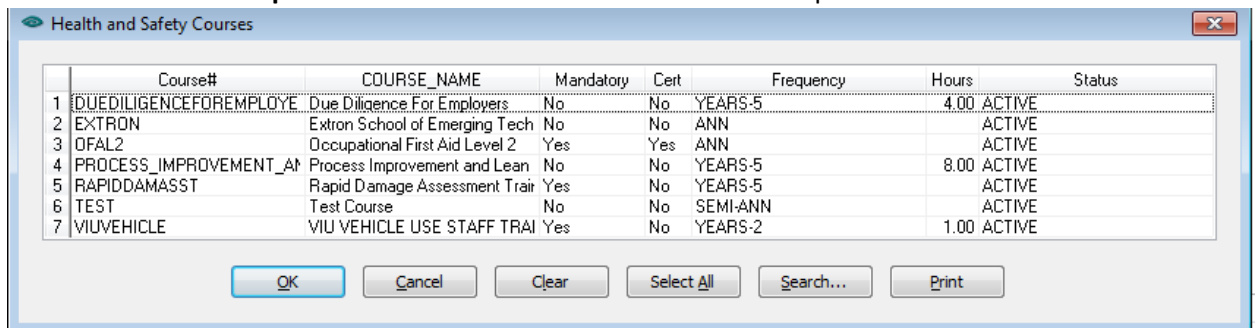 Health and Safety Courses
Course# COURSE_NAME Mandatory Cert Frequency Hours Status
1 DUEDILIGENCEFOREMPLOYE Due Diligence For Employers No No YEARS-5 4.00 ACTIVE
2 EXTRON Extron School of Emerging Tech No No ANN ACTIVE
3 OFAL2 Occupational First Aid Level 2 Yes Yes ANN ACTIVE
4 PROCESS_IMPROVEMENT_AN Process Improvement and Lean No No YEARS-5 8.00 ACTIVE
5 RAPIDDAMASST Rapid Damage Assessment Train Yes No YEARS-5 ACTIVE
6 TEST Test Course No No SEMI-ANN ACTIVE
7 VIUVEHICLE VIU VEHICLE USE STAFF TRAI Yes No YEARS-2 1.00 ACTIVE
OK Cancel Clear Select All Search... Print